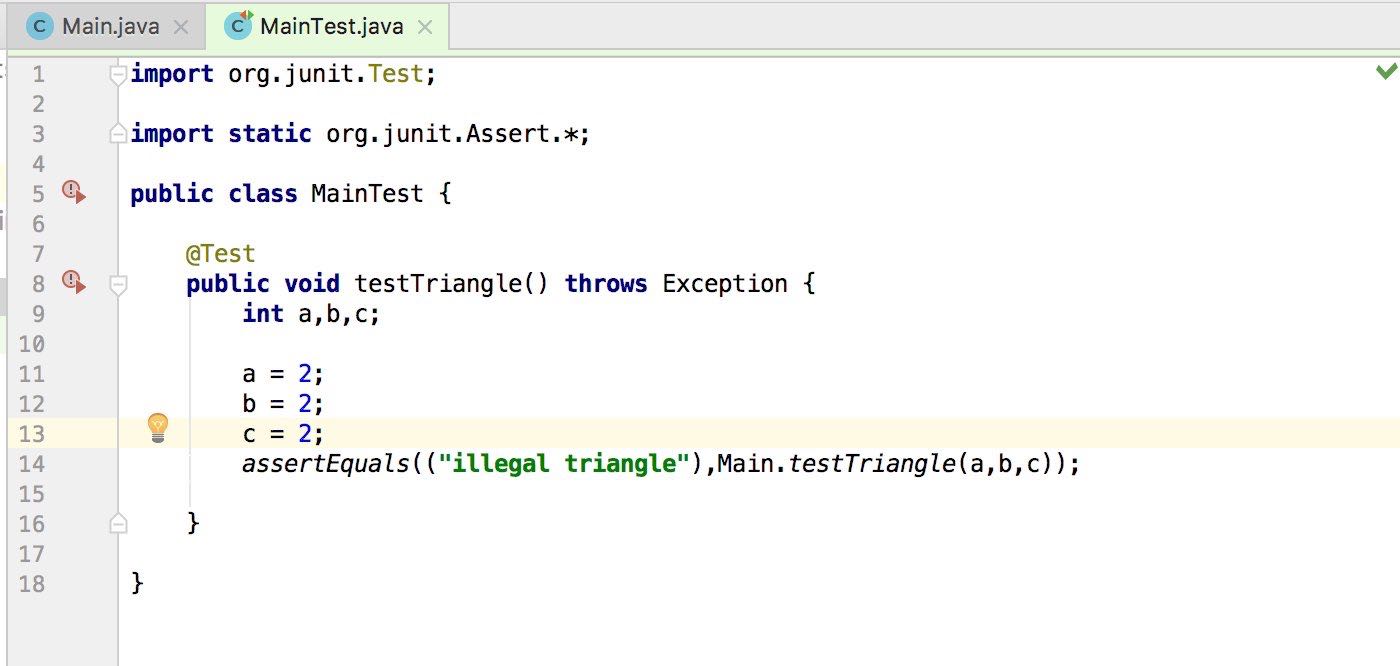 Main.java MainTest.java
1 import org.junit.Test;
2
3 import static org.junit.Assert.*;
4
5 public class MainTest {
6
7 @Test
8 public void testTriangle() throws Exception {
9 int a,b,c;
10
11 a = 2;
12 b = 2;
13 c = 2;
14 assertEquals(("illegal triangle"),Main.testTriangle(a,b,c));
15
16 }
17
18 }